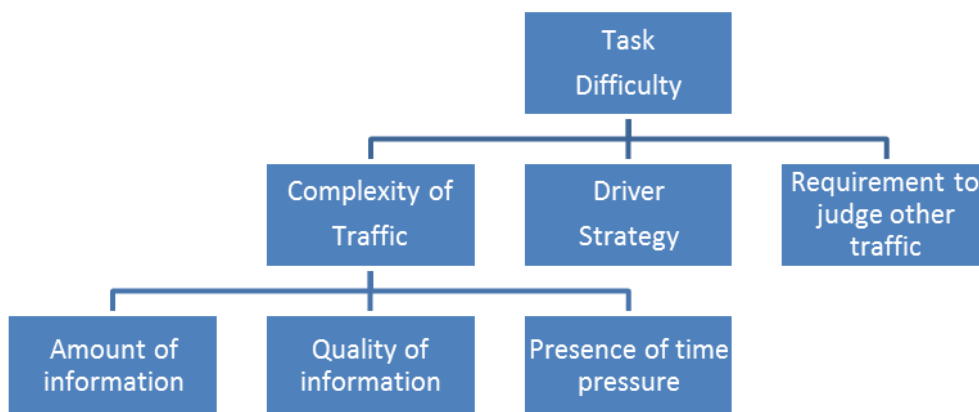 Task
Difficulty
Complexity of
Traffic
Driver
Strategy
Requirement to
judge other
traffic
Amount of
information
Quality of
information
Presence of time
pressure